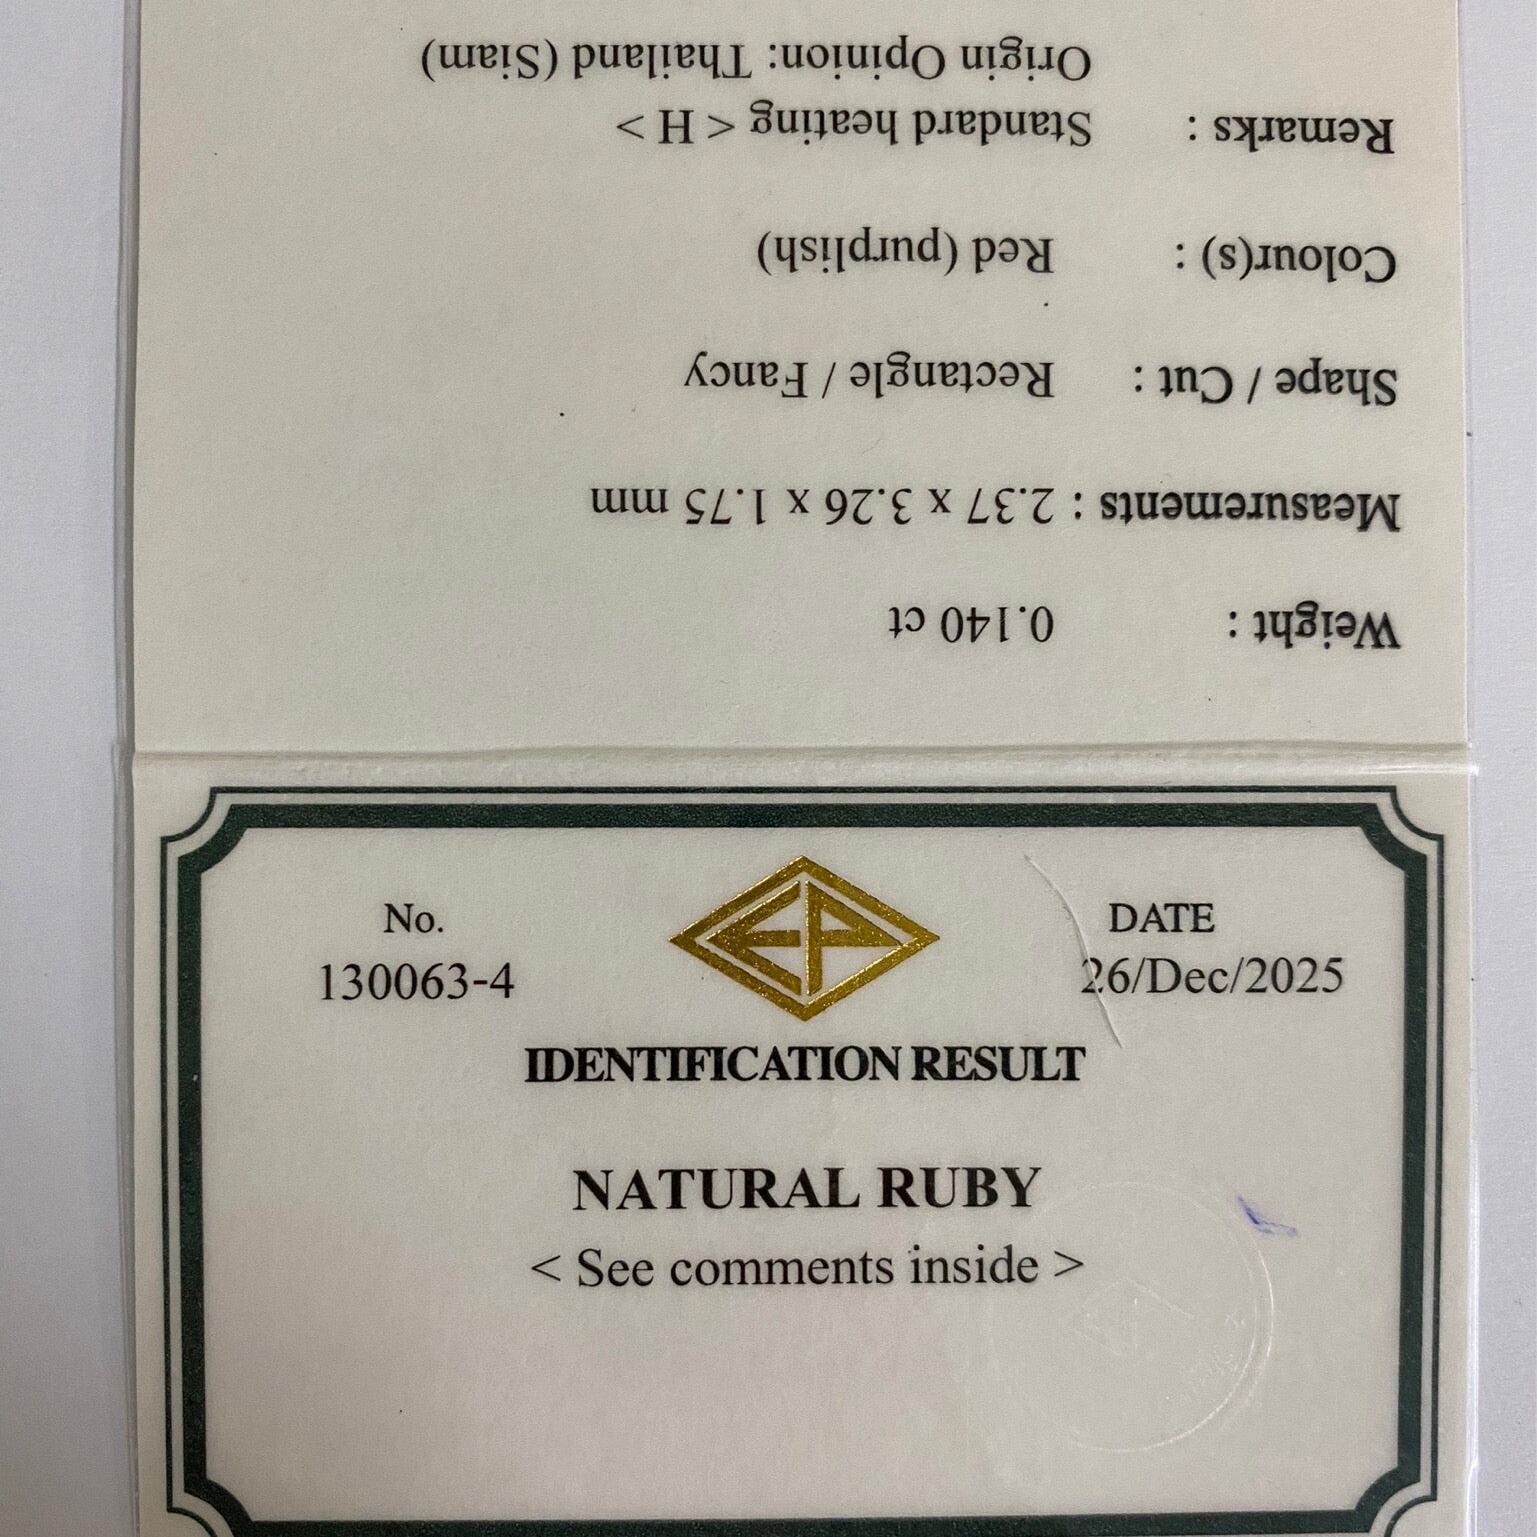 No.
130063-4
DATE
26/Dec/2025
IDENTIFICATION RESULT
NATURAL RUBY
< See comments inside >
Weight : 0.140 ct
Measurements : 2.37 x 3.26 x 1.75 mm
Shape / Cut : Rectangle / Fancy
Colour(s) : Red (purplish)
Remarks : Standard heating < H >
Origin Opinion: Thailand (Siam)